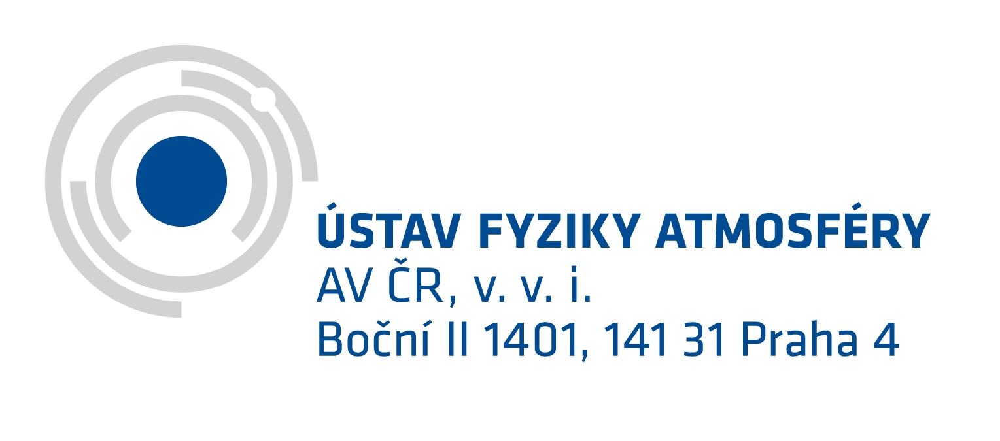 ÚSTAV FYZIKY ATMOSFÉRY
AV ČR, v. v. i.
Boční II 1401, 141 31 Praha 4